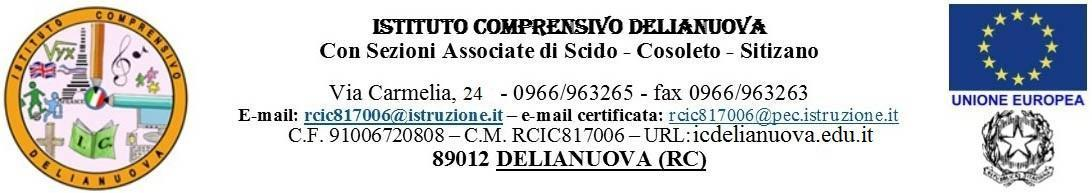 ISTITUTO COMPRENSIVO
DELIANUOVA
I. C.
ISTITUTO COMPRENSIVO DELIANUOVA
Con Sezioni Associate di Scido - Cosoleto - Sitizano
Via Carmelia, 24 - 0966/963265 - fax 0966/963263
E-mail: rcic817006@istruzione.it – e-mail certificata: rcic817006@pec.istruzione.it
C.F. 91006720808 – C.M. RCIC817006 – URL:icdelianuova.edu.it
89012 DELIANUOVA (RC)
UNIONE EUROPEA